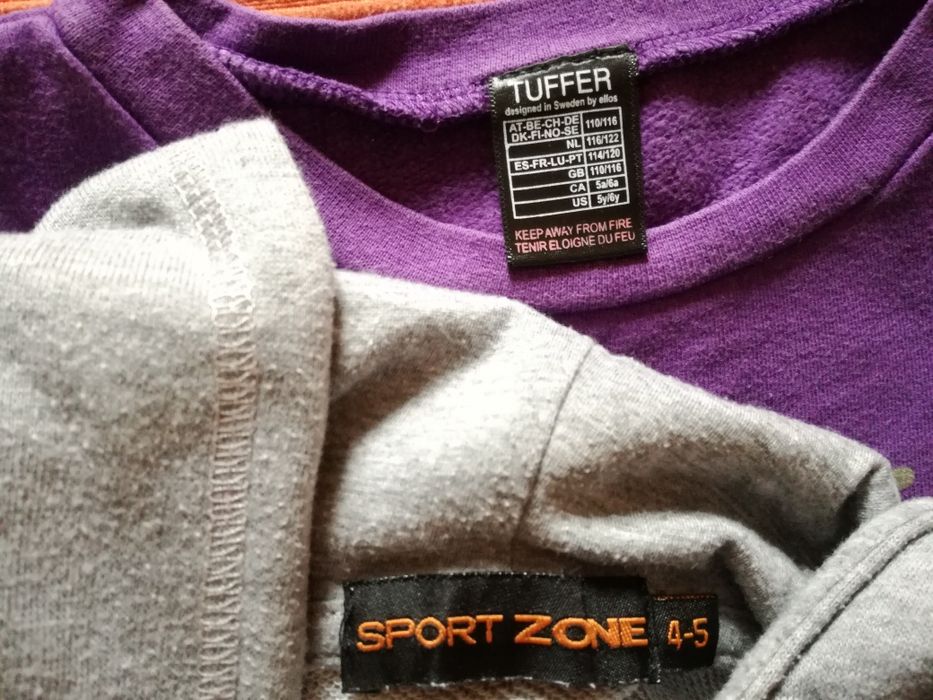 TUFFER
designed in Sweden by ellos
AT-BE-CH-DE
DK-FI-NO-SE 110/116
NL 116/122
ES-FR-LU-PT 114/120
GB 110/116
CA 5a/6a
US 5y/6y
KEEP AWAY FROM FIRE
TENIR ELOIGNE DU FEU
SPORT ZONE 4-5